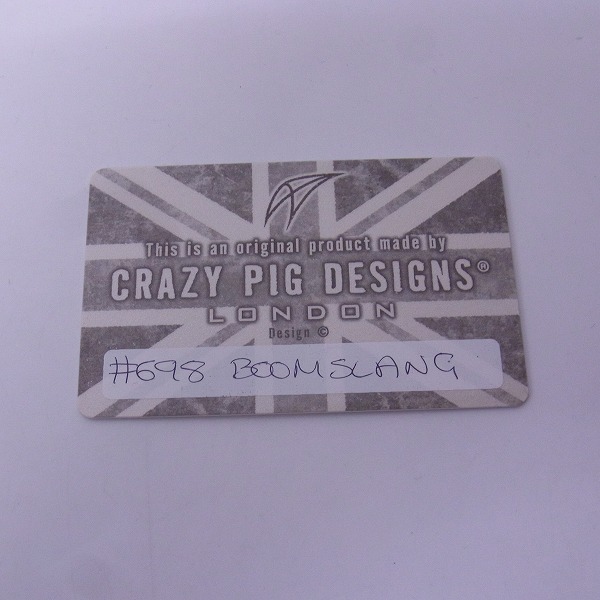 This is an original product made by
CRAZY PIG DESIGNS®
LONDON
Design ©
#698 BOOMSLANG